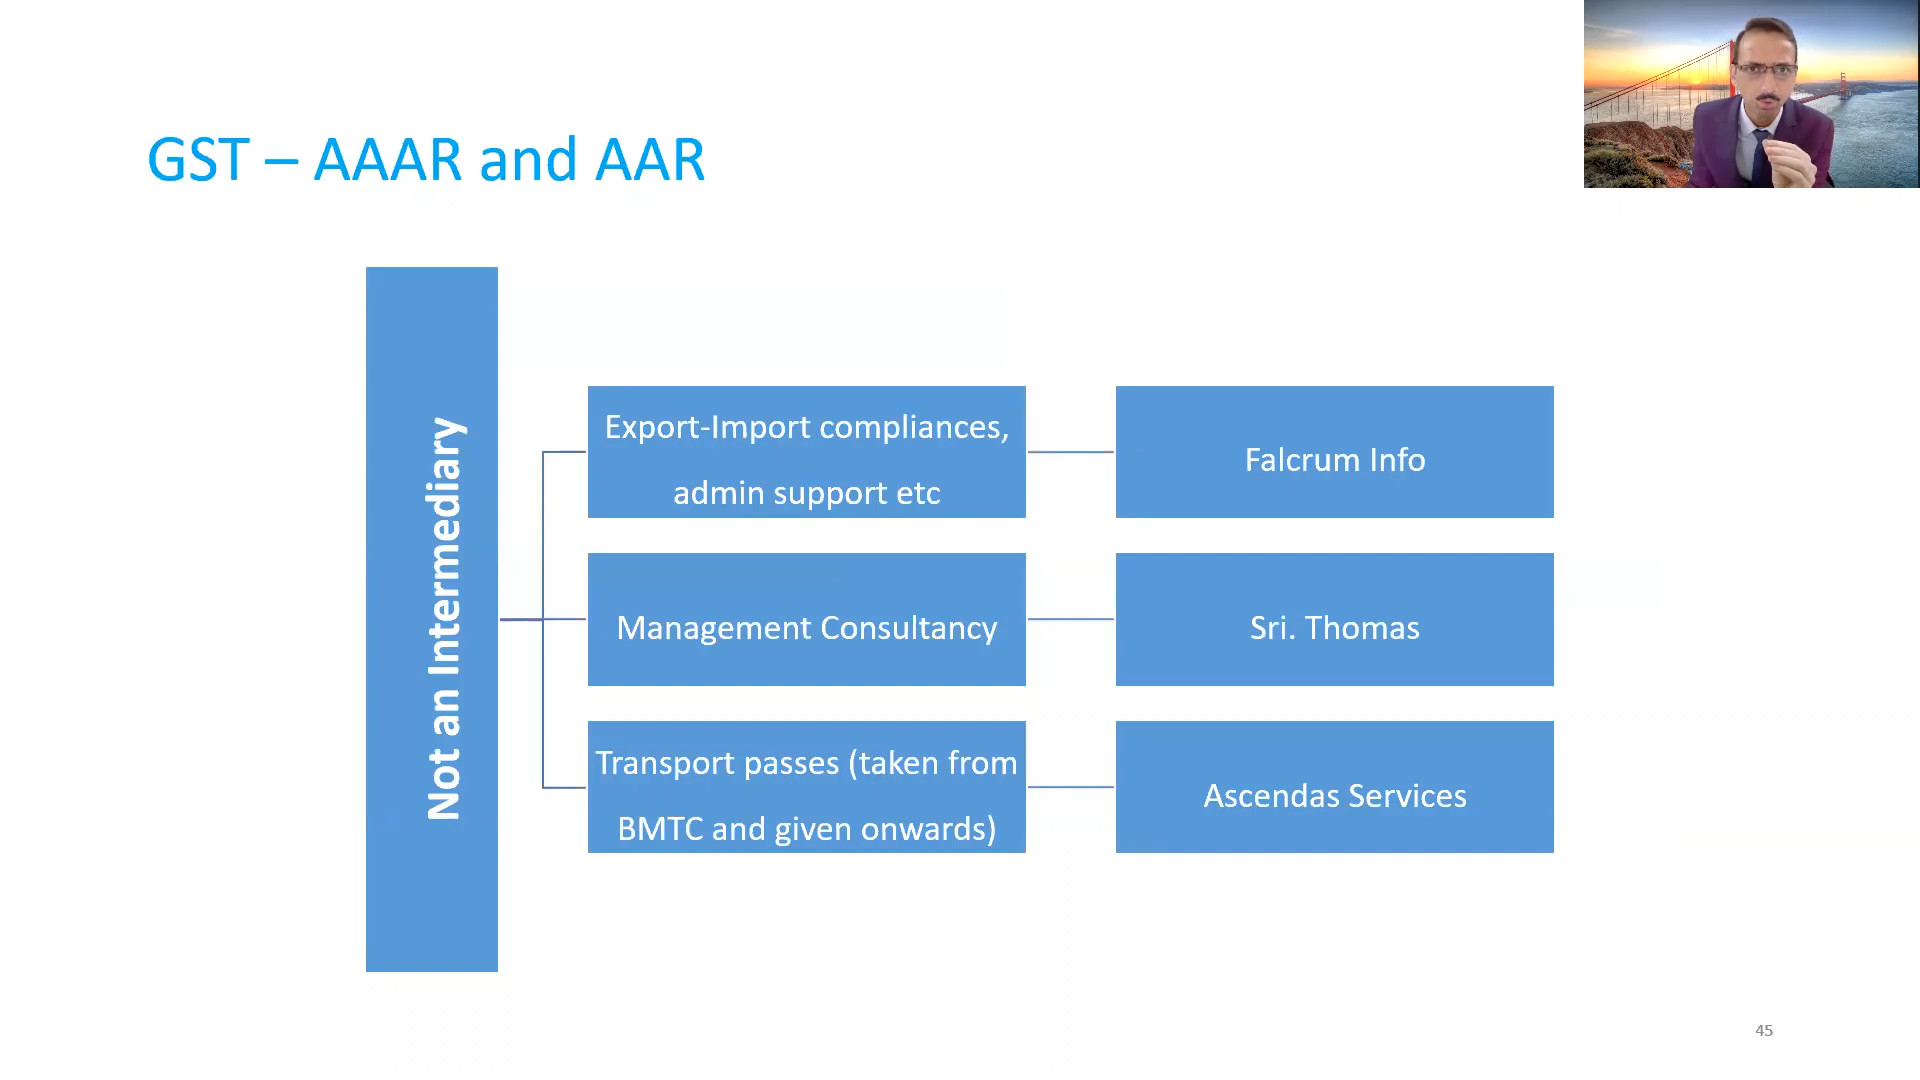 GST – AAAR and AAR
Not an Intermediary
Export-Import compliances,
admin support etc
Falcrum Info
Management Consultancy
Sri. Thomas
Transport passes (taken from
BMTC and given onwards)
Ascendas Services
45